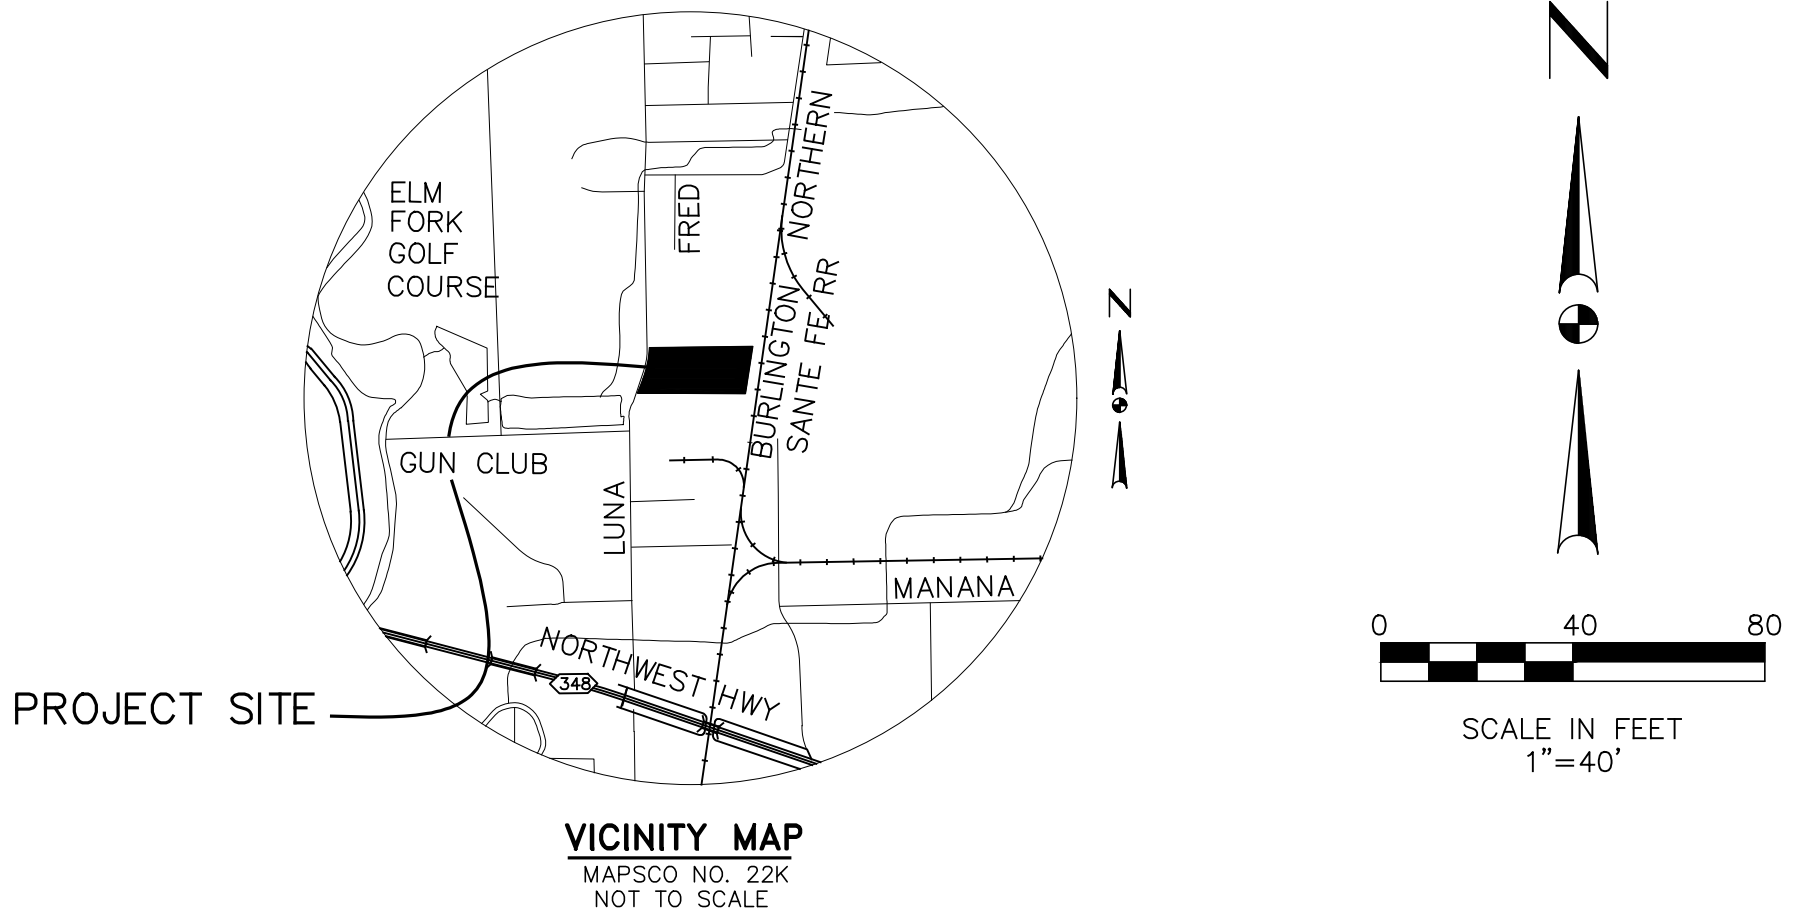 N
NORTHERN
ELM
FORK
GOLF
COURSE
FRED
BURLINGTON
SANTE FE RR
N
GUN CLUB
LUNA
MANANA
NORTHWEST HWY
348
PROJECT SITE
0 40 80
SCALE IN FEET
1"=40'
VICINITY MAP
MAPSCO NO. 22K
NOT TO SCALE